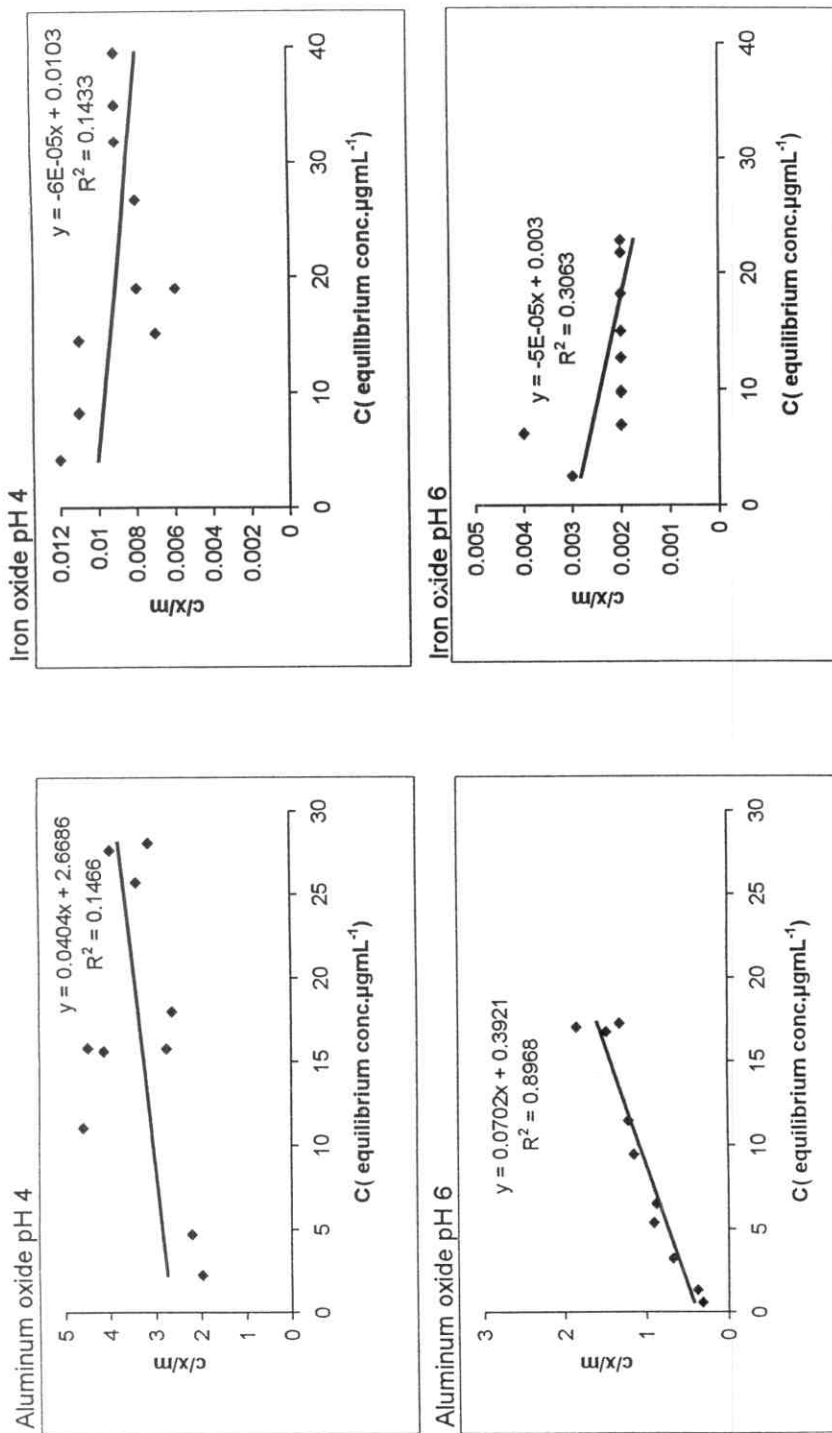 Aluminum oxide pH 4
y = 0.0404x + 2.6686
R² = 0.1466
c/x/m
5
4
3
2
1
0
0 5 10 15 20 25 30
C( equilibrium conc.µgmL⁻¹)
Iron oxide pH 4
y = -6E-05x + 0.0103
R² = 0.1433
c/x/m
0.012
0.01
0.008
0.006
0.004
0.002
0
0 10 20 30 40
C( equilibrium conc.µgmL⁻¹)
Aluminum oxide pH 6
y = 0.0702x + 0.3921
R² = 0.8968
c/x/m
3
2
1
0
0 5 10 15 20 25 30
C( equilibrium conc.µgmL⁻¹)
Iron oxide pH 6
y = -5E-05x + 0.003
R² = 0.3063
c/x/m
0.005
0.004
0.003
0.002
0.001
0
0 10 20 30 40
C( equilibrium conc.µgmL⁻¹)